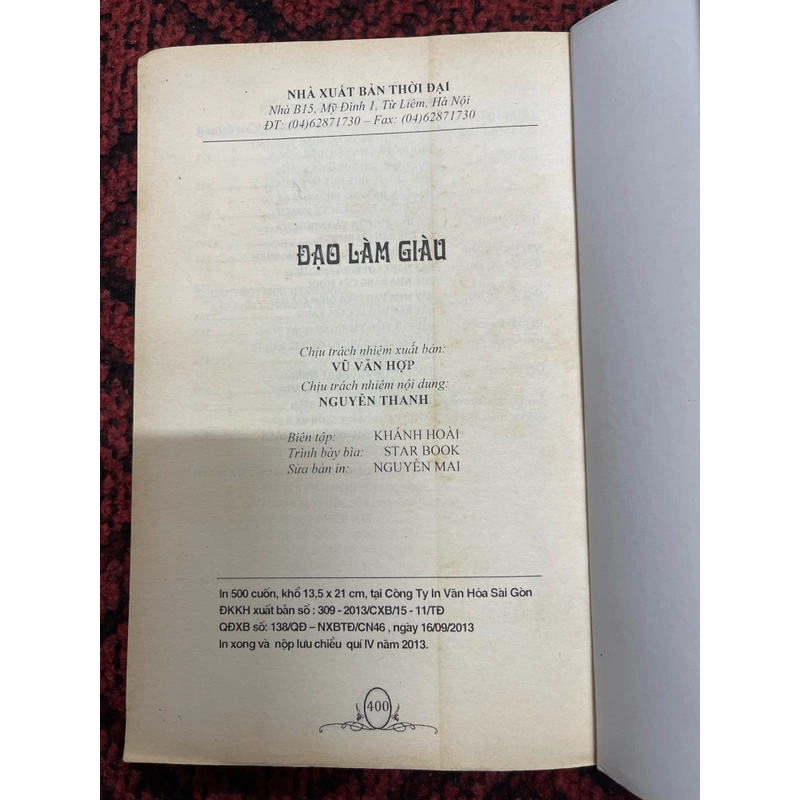 NHÀ XUẤT BẢN THỜI ĐẠI
Nhà B15, Mỹ Đình 1, Từ Liêm, Hà Nội
ĐT: (04)62871730 – Fax: (04)62871730
ĐẠO LÀM GIÀU
Chịu trách nhiệm xuất bản:
VŨ VĂN HỢP
Chịu trách nhiệm nội dung:
NGUYỄN THANH
Biên tập: KHÁNH HOÀI
Trình bày bìa: STAR BOOK
Sửa bản in: NGUYỄN MAI
In 500 cuốn, khổ 13,5 x 21 cm, tại Công Ty In Văn Hóa Sài Gòn
ĐKKH xuất bản số : 309 - 2013/CXB/15 - 11/TĐ
QĐXB số: 138/QĐ – NXBTĐ/CN46 , ngày 16/09/2013
In xong và nộp lưu chiểu quí IV năm 2013.
400